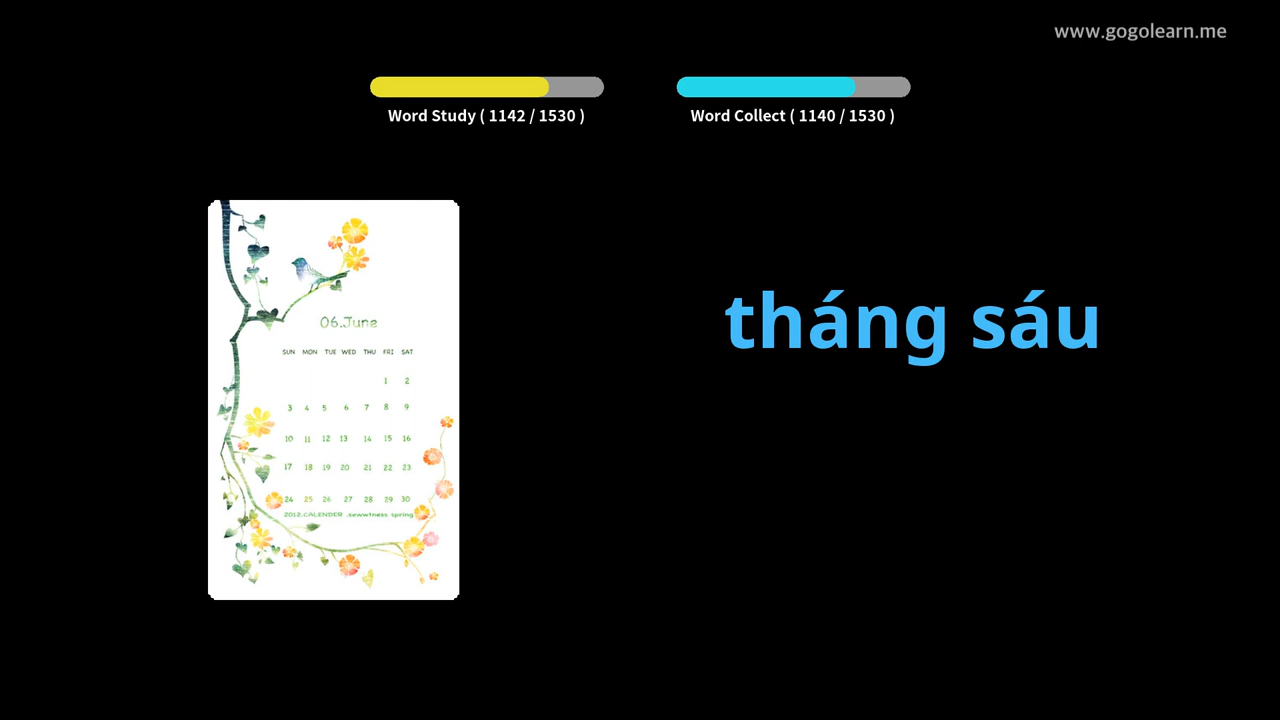 www.gogolearn.me
Word Study ( 1142 / 1530 )
Word Collect ( 1140 / 1530 )
tháng sáu
06.June
SUN MON TUE WED THU FRI SAT
1 2
3 4 5 6 7 8 9
10 11 12 13 14 15 16
17 18 19 20 21 22 23
24 25 26 27 28 29 30
2012.CALENDER .sewwtness spring